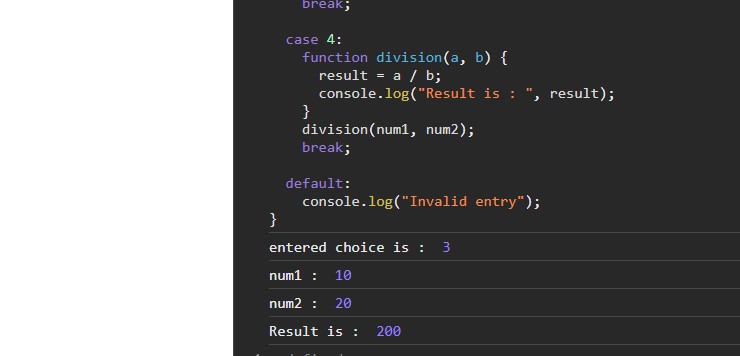 break;
case 4:
function division(a, b) {
result = a / b;
console.log("Result is : ", result);
}
division(num1, num2);
break;
default:
console.log("Invalid entry");
}
entered choice is :  3
num1 :  10
num2 :  20
Result is :  200